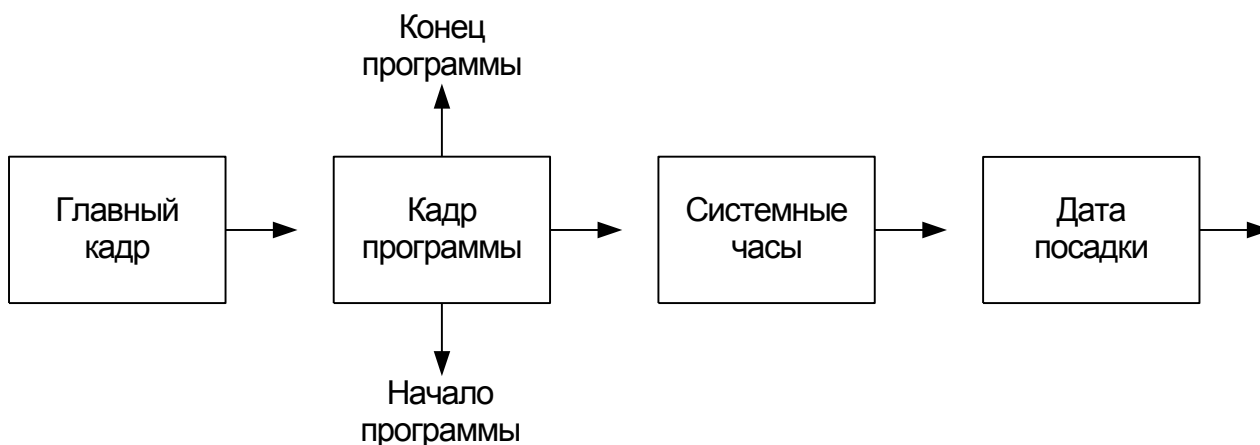 Конец
программы
Главный
кадр
Кадр
программы
Системные
часы
Дата
посадки
Начало
программы